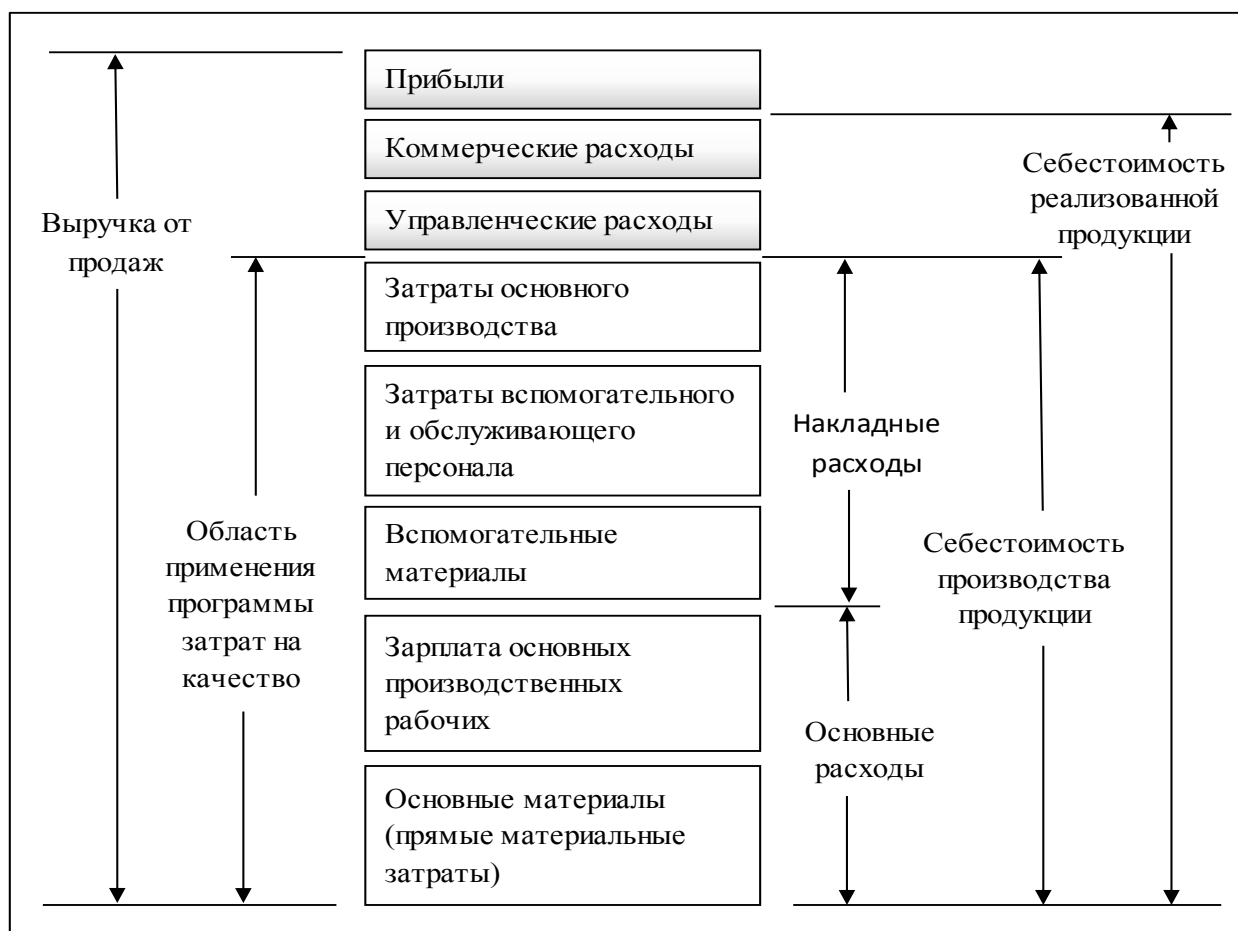 Прибыли
Коммерческие расходы
Управленческие расходы
Затраты основного
производства
Затраты вспомогательного
и обслуживающего
персонала
Вспомогательные
материалы
Зарплата основных
производственных
рабочих
Основные материалы
(прямые материальные
затраты)
Выручка от
продаж
Область
применения
программы
затрат на
качество
Накладные
расходы
Основные
расходы
Себестоимость
производства
продукции
Себестоимость
реализованной
продукции